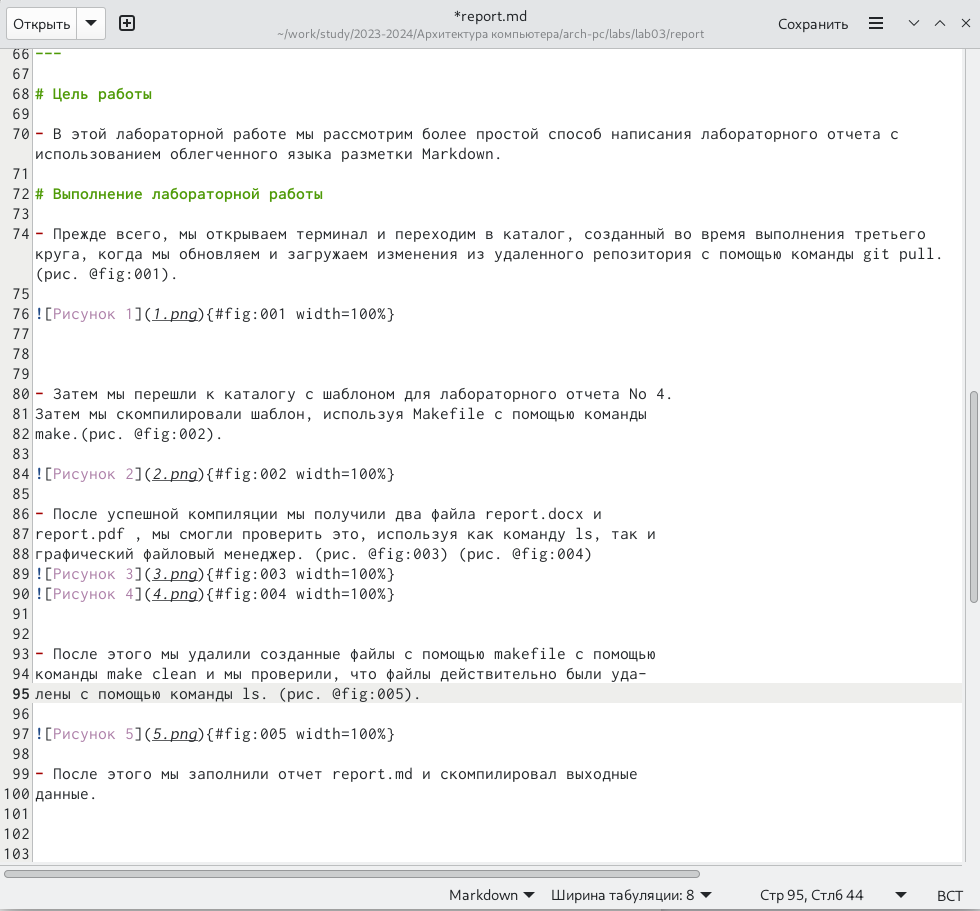 Открыть
*report.md
~/work/study/2023-2024/Архитектура компьютера/arch-pc/labs/lab03/report
Сохранить
66 ---
67
68 # Цель работы
69
70 - В этой лабораторной работе мы рассмотрим более простой способ написания лабораторного отчета с
использованием облегченного языка разметки Markdown.
71
72 # Выполнение лабораторной работы
73
74 - Прежде всего, мы открываем терминал и переходим в каталог, созданный во время выполнения третьего
круга, когда мы обновляем и загружаем изменения из удаленного репозитория с помощью команды git pull.
(рис. @fig:001).
75
76 ![Рисунок 1](1.png){#fig:001 width=100%}
77
78
79
80 - Затем мы перешли к каталогу с шаблоном для лабораторного отчета No 4.
81 Затем мы скомпилировали шаблон, используя Makefile с помощью команды
82 make.(рис. @fig:002).
83
84 ![Рисунок 2](2.png){#fig:002 width=100%}
85
86 - После успешной компиляции мы получили два файла report.docx и
87 report.pdf , мы смогли проверить это, используя как команду ls, так и
88 графический файловый менеджер. (рис. @fig:003) (рис. @fig:004)
89 ![Рисунок 3](3.png){#fig:003 width=100%}
90 ![Рисунок 4](4.png){#fig:004 width=100%}
91
92
93 - После этого мы удалили созданные файлы с помощью makefile с помощью
94 команды make clean и мы проверили, что файлы действительно были уда-
95 лены с помощью команды ls. (рис. @fig:005).
96
97 ![Рисунок 5](5.png){#fig:005 width=100%}
98
99 - После этого мы заполнили отчет report.md и скомпилировал выходные
100 данные.
101
102
103
Markdown
Ширина табуляции: 8
Стр 95, Стлб 44
ВСТ